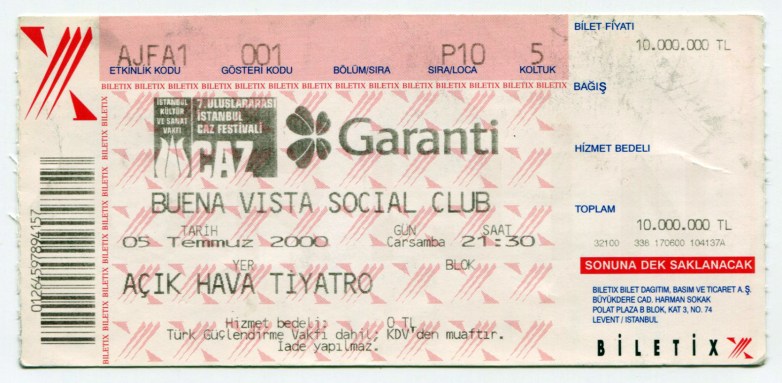 AJFA1 001 P10 5
ETKİNLİK KODU GÖSTERİ KODU BÖLÜM/SIRA SIRA/LOCA KOLTUK
BILETIX BILETIX BILETIX BILETIX BILETIX BILETIX BILETIX BILETIX BILETIX BILETIX BILETIX
İSTANBUL KÜLTÜR VE SANAT VAKFI
7. ULUSLARARASI İSTANBUL CAZ FESTİVALİ
CAZ
Garanti
BUENA VISTA SOCIAL CLUB
TARİH GÜN SAAT
05 Temmuz 2000 Carsamba 21:30
YER BLOK
AÇIK HAVA TİYATRO
Hizmet bedeli: 0 TL
Türk Güçlendirme Vakfı dahil, KDV'den muaftır.
İade yapılmaz.
01264597894157
BİLET FİYATI
10.000.000 TL
BAĞIŞ
HİZMET BEDELİ
TOPLAM
10.000.000 TL
32100 338 170600 104137A
SONUNA DEK SAKLANACAK
BİLETIX BİLET DAGITIM, BASIM VE TİCARET A.Ş.
BÜYÜKDERE CAD. HARMAN SOKAK
POLAT PLAZA B BLOK, KAT 3, NO. 74
LEVENT / ISTANBUL
BİLETİX